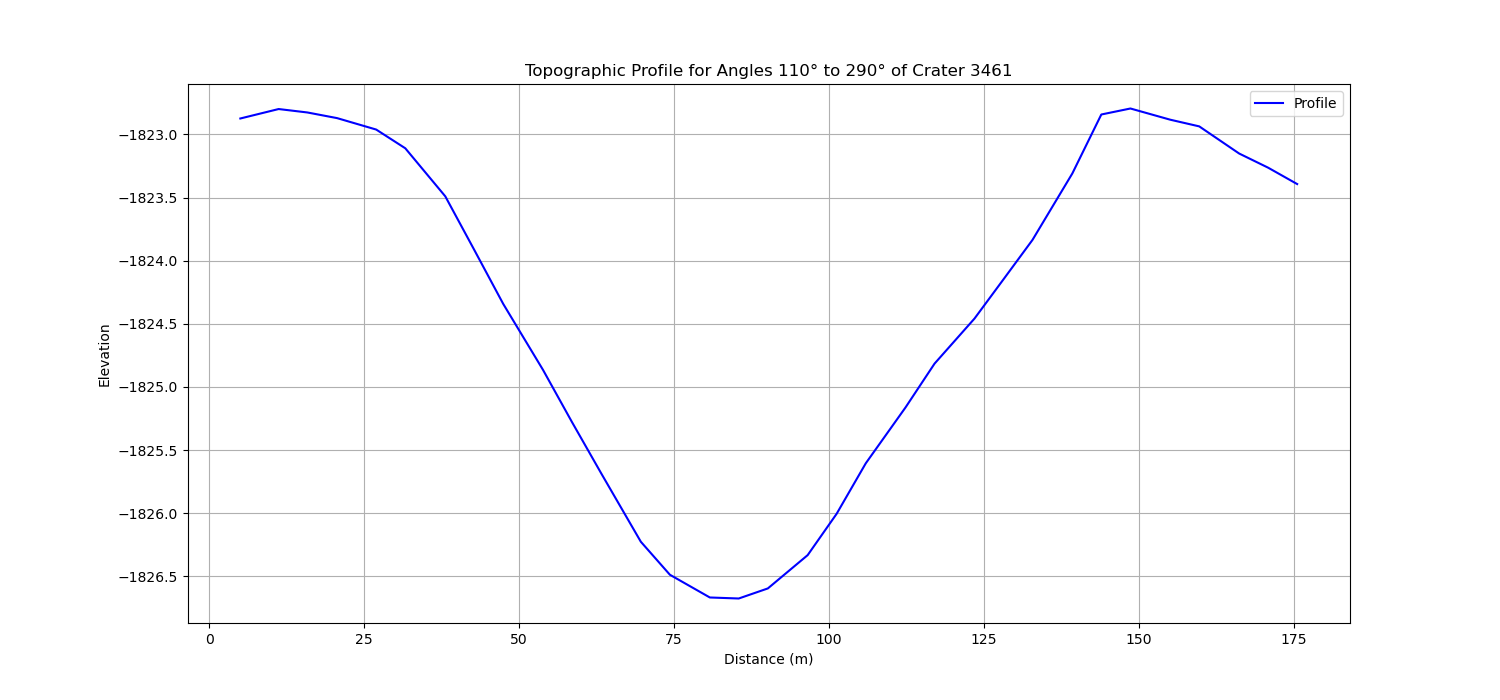 Topographic Profile for Angles 110° to 290° of Crater 3461
Profile
−1823.0
−1823.5
−1824.0
−1824.5
−1825.0
−1825.5
−1826.0
−1826.5
Elevation
0 25 50 75 100 125 150 175
Distance (m)